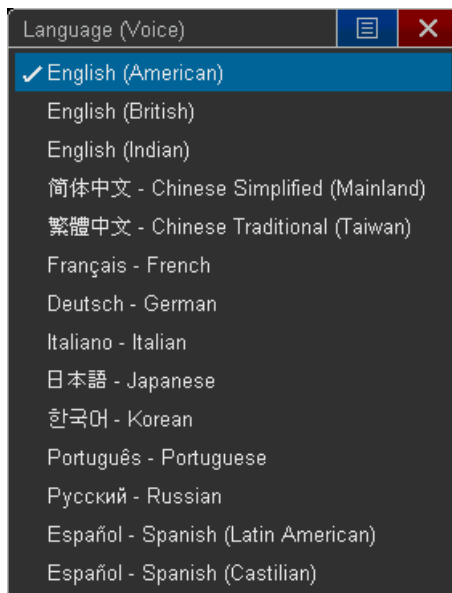 Language (Voice)
English (American)
English (British)
English (Indian)
简体中文 - Chinese Simplified (Mainland)
繁體中文 - Chinese Traditional (Taiwan)
Français - French
Deutsch - German
Italiano - Italian
日本語 - Japanese
한국어 - Korean
Português - Portuguese
Русский - Russian
Español - Spanish (Latin American)
Español - Spanish (Castilian)